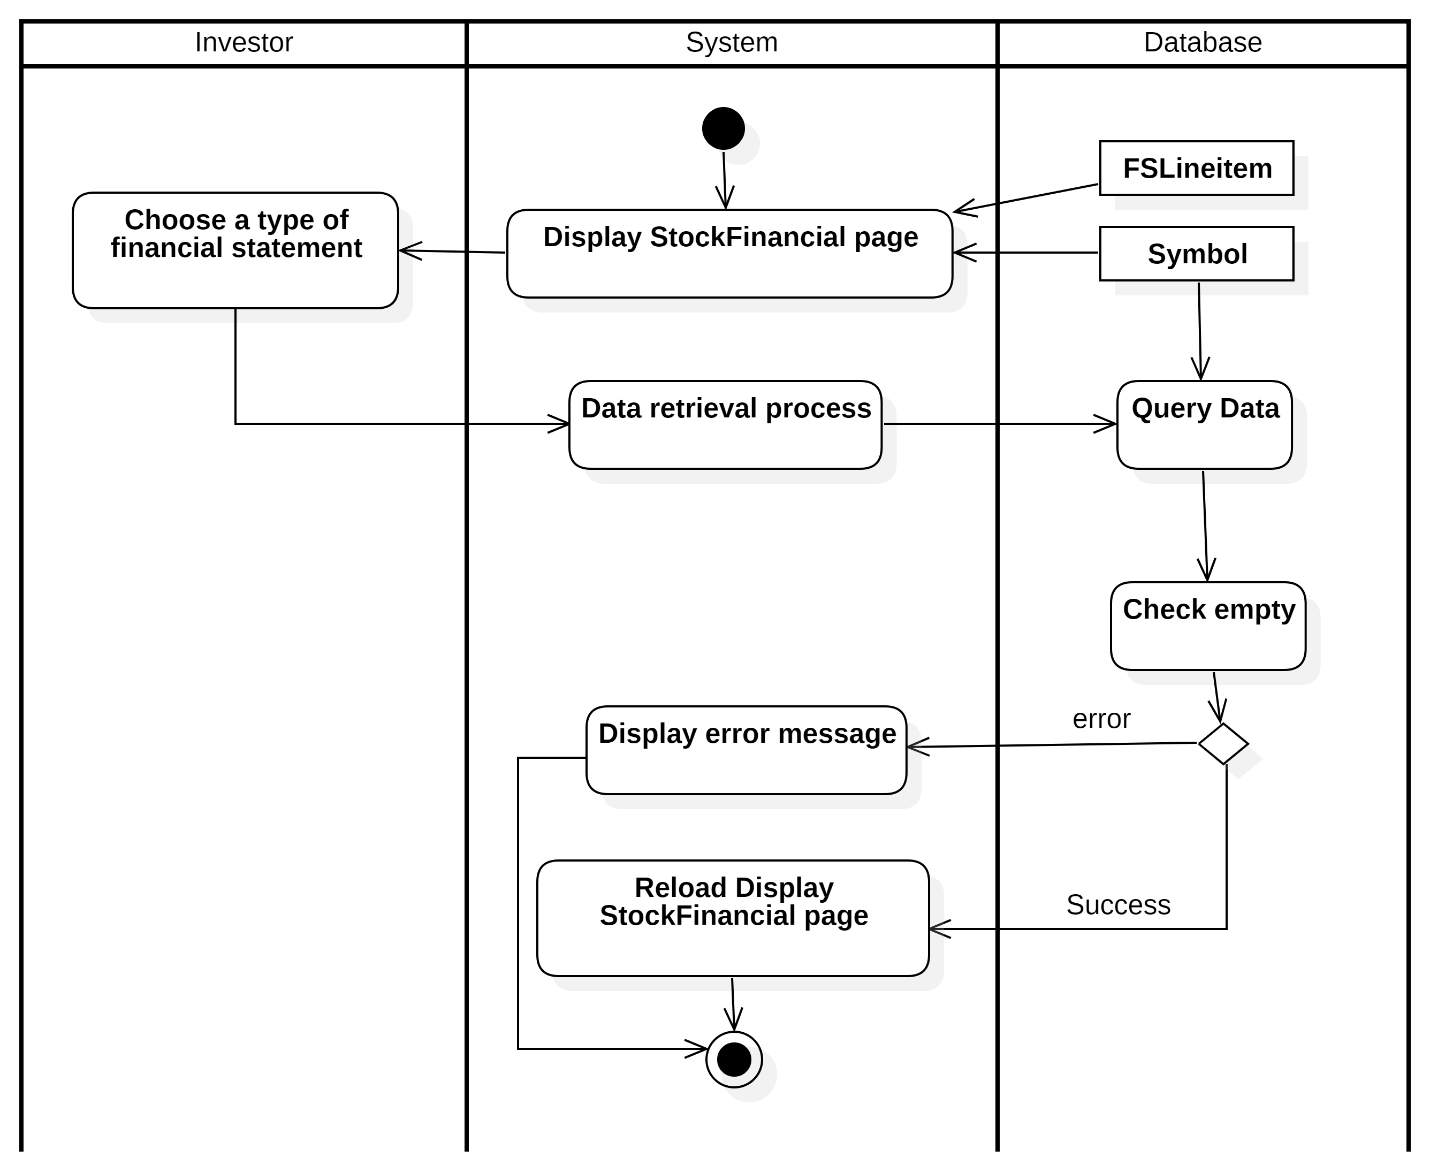 Investor
System
Database
FSLineitem
Choose a type of
financial statement
Display StockFinancial page
Symbol
Data retrieval process
Query Data
Check empty
error
Display error message
Reload Display
StockFinancial page
Success